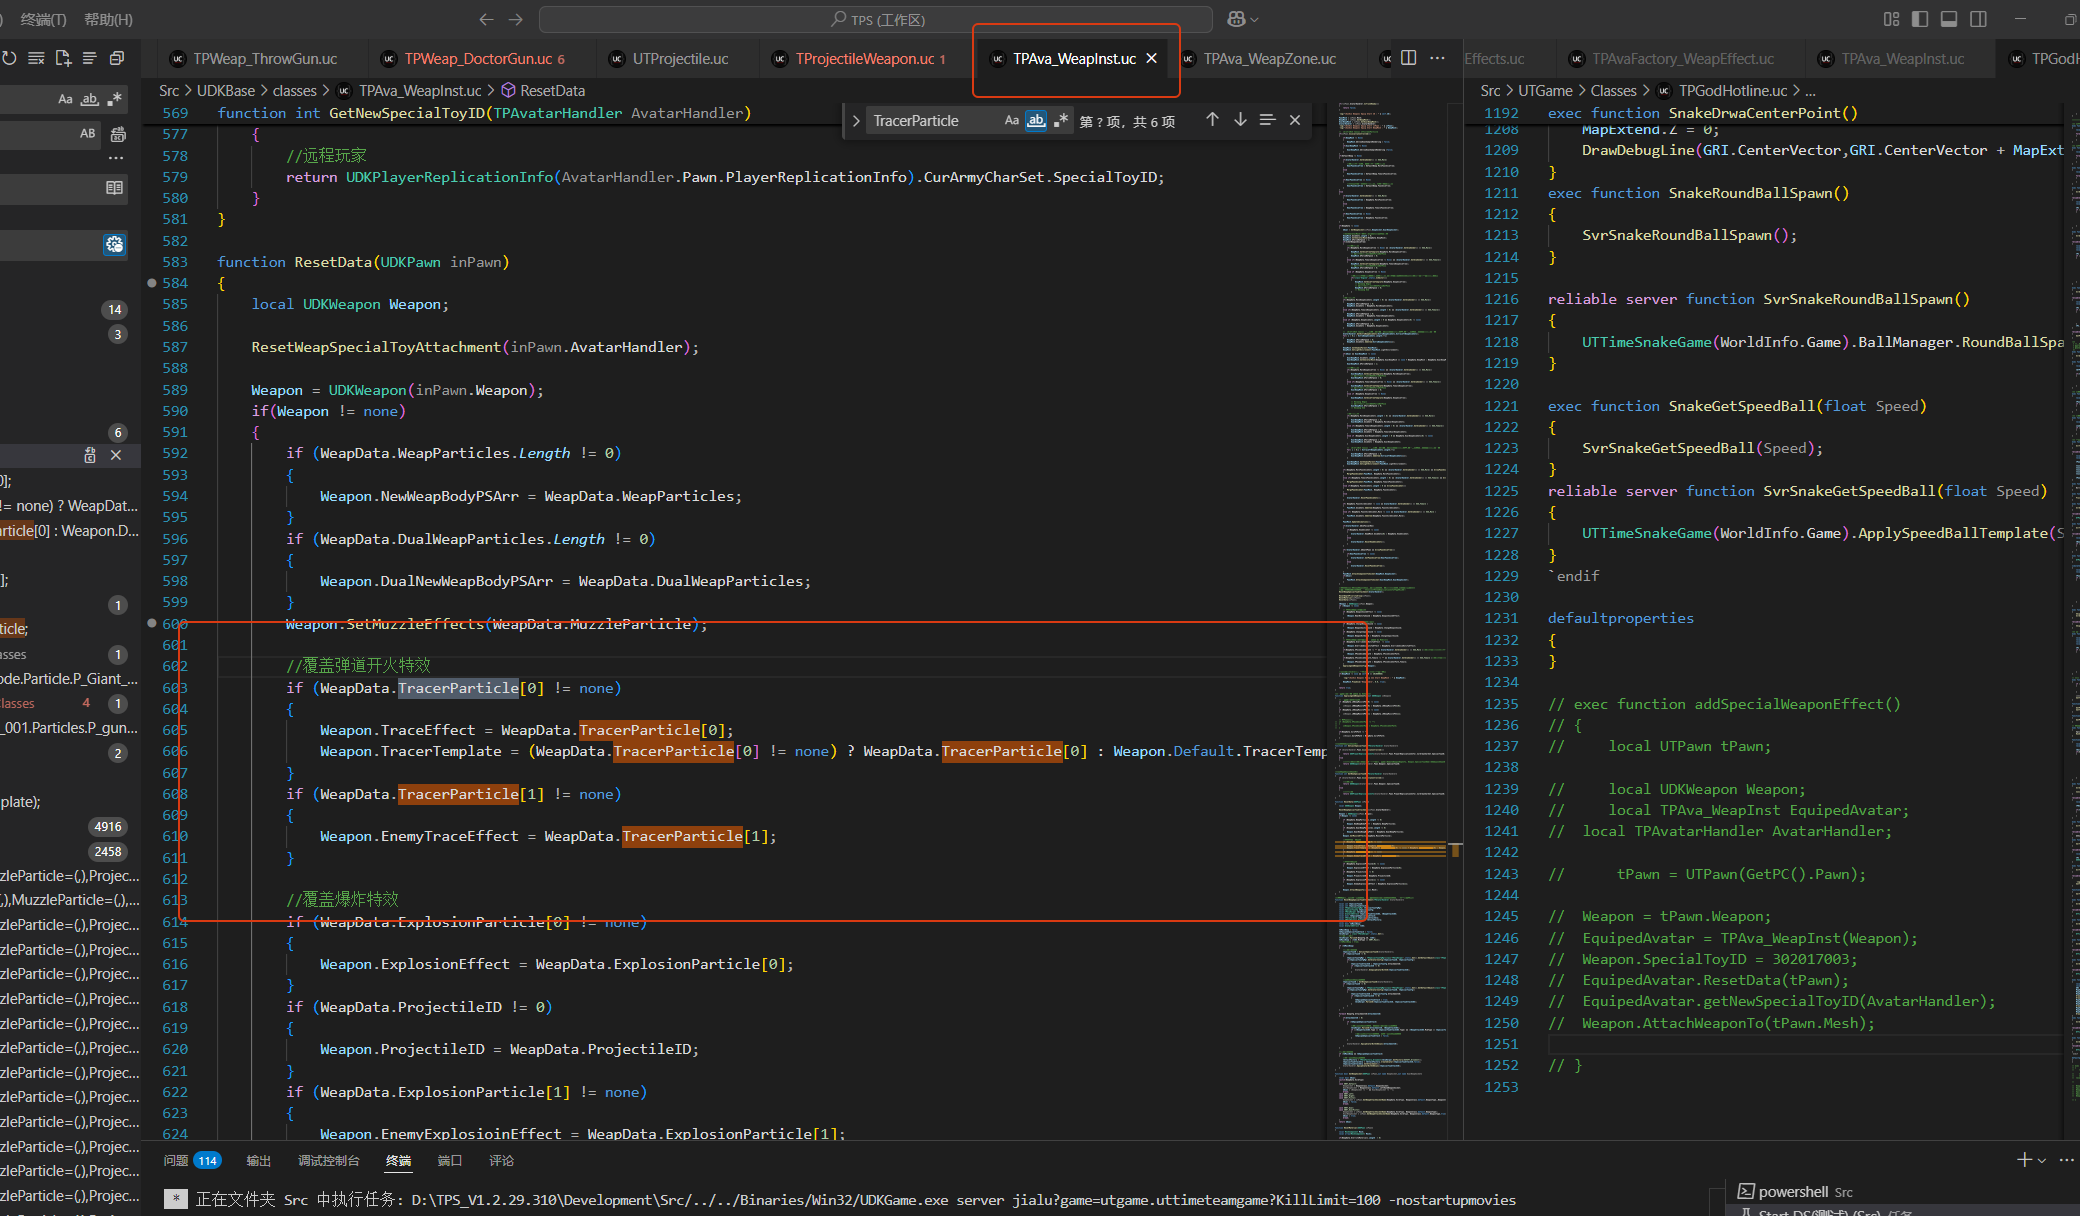 终端(T) 帮助(H)
TPS (工作区)
TPWeap_ThrowGun.uc
TPWeap_DoctorGun.uc 6
UTProjectile.uc
TProjectileWeapon.uc 1
TPAva_WeapInst.uc
TPAva_WeapZone.uc
Effects.uc
TPAvaFactory_WeapEffect.uc
TPAva_WeapInst.uc
TPGodH
Src > UDKBase > classes > TPAva_WeapInst.uc > ResetData
Src > UTGame > Classes > TPGodHotline.uc > ...
TracerParticle
Aa ab
第 ? 项，共 6 项
Aa ab
AB
14
3
6
0];
!= none) ? WeapDat...
article[0] : Weapon.D...
];
1
ticle;
asses 1
ode.Particle.P_Giant_...
Classes 4 1
_001.Particles.P_gun...
2
plate);
4916
2458
zleParticle=(,),Projec...
(,),MuzzleParticle=(,),...
zleParticle=(,),Projec...
zleParticle=(,),Projec...
zleParticle=(,),Projec...
zleParticle=(,),Projec...
zleParticle=(,),Projec...
zleParticle=(,),Projec...
zleParticle=(,),Projec...
zleParticle=(,),Projec...
zleParticle=(,),Projec...
zleParticle=(,),Projec...
zleParticle=(,),Projec...
zleParticle=(,),Projec...
569 function int GetNewSpecialToyID(TPAvatarHandler AvatarHandler)
577 {
578 //远程玩家
579 return UDKPlayerReplicationInfo(AvatarHandler.Pawn.PlayerReplicationInfo).CurArmyCharSet.SpecialToyID;
580 }
581 }
582
583 function ResetData(UDKPawn inPawn)
584 {
585 local UDKWeapon Weapon;
586
587 ResetWeapSpecialToyAttachment(inPawn.AvatarHandler);
588
589 Weapon = UDKWeapon(inPawn.Weapon);
590 if(Weapon != none)
591 {
592 if (WeapData.WeapParticles.Length != 0)
593 {
594 Weapon.NewWeapBodyPSArr = WeapData.WeapParticles;
595 }
596 if (WeapData.DualWeapParticles.Length != 0)
597 {
598 Weapon.DualNewWeapBodyPSArr = WeapData.DualWeapParticles;
599 }
600 Weapon.SetMuzzleEffects(WeapData.MuzzleParticle);
601
602 //覆盖弹道开火特效
603 if (WeapData.TracerParticle[0] != none)
604 {
605 Weapon.TraceEffect = WeapData.TracerParticle[0];
606 Weapon.TracerTemplate = (WeapData.TracerParticle[0] != none) ? WeapData.TracerParticle[0] : Weapon.Default.TracerTemp
607 }
608 if (WeapData.TracerParticle[1] != none)
609 {
610 Weapon.EnemyTraceEffect = WeapData.TracerParticle[1];
611 }
612
613 //覆盖爆炸特效
614 if (WeapData.ExplosionParticle[0] != none)
615 {
616 Weapon.ExplosionEffect = WeapData.ExplosionParticle[0];
617 }
618 if (WeapData.ProjectileID != 0)
619 {
620 Weapon.ProjectileID = WeapData.ProjectileID;
621 }
622 if (WeapData.ExplosionParticle[1] != none)
623 {
624 Weapon.EnemyExplosioinEffect = WeapData.ExplosionParticle[1];
1192 exec function SnakeDrwaCenterPoint()
1208 MapExtend.Z = 0;
1209 DrawDebugLine(GRI.CenterVector,GRI.CenterVector + MapExt
1210 }
1211 exec function SnakeRoundBallSpawn()
1212 {
1213 SvrSnakeRoundBallSpawn();
1214 }
1215
1216 reliable server function SvrSnakeRoundBallSpawn()
1217 {
1218 UTTimeSnakeGame(WorldInfo.Game).BallManager.RoundBallSpa
1219 }
1220
1221 exec function SnakeGetSpeedBall(float Speed)
1222 {
1223 SvrSnakeGetSpeedBall(Speed);
1224 }
1225 reliable server function SvrSnakeGetSpeedBall(float Speed)
1226 {
1227 UTTimeSnakeGame(WorldInfo.Game).ApplySpeedBallTemplate(S
1228 }
1229 `endif
1230
1231 defaultproperties
1232 {
1233 }
1234
1235 // exec function addSpecialWeaponEffect()
1236 // {
1237 // local UTPawn tPawn;
1238
1239 // local UDKWeapon Weapon;
1240 // local TPAva_WeapInst EquipedAvatar;
1241 // local TPAvatarHandler AvatarHandler;
1242
1243 // tPawn = UTPawn(GetPC().Pawn);
1244
1245 // Weapon = tPawn.Weapon;
1246 // EquipedAvatar = TPAva_WeapInst(Weapon);
1247 // Weapon.SpecialToyID = 302017003;
1248 // EquipedAvatar.ResetData(tPawn);
1249 // EquipedAvatar.getNewSpecialToyID(AvatarHandler);
1250 // Weapon.AttachWeaponTo(tPawn.Mesh);
1251
1252 // }
1253
问题 114 输出 调试控制台 终端 端口 评论
* 正在文件夹 Src 中执行任务: D:\TPS_V1.2.29.310\Development\Src/../../Binaries/Win32/UDKGame.exe server jialu?game=utgame.uttimeteamgame?KillLimit=100 -nostartupmovies
powershell Src
Start DS(测试) (Src) 任务